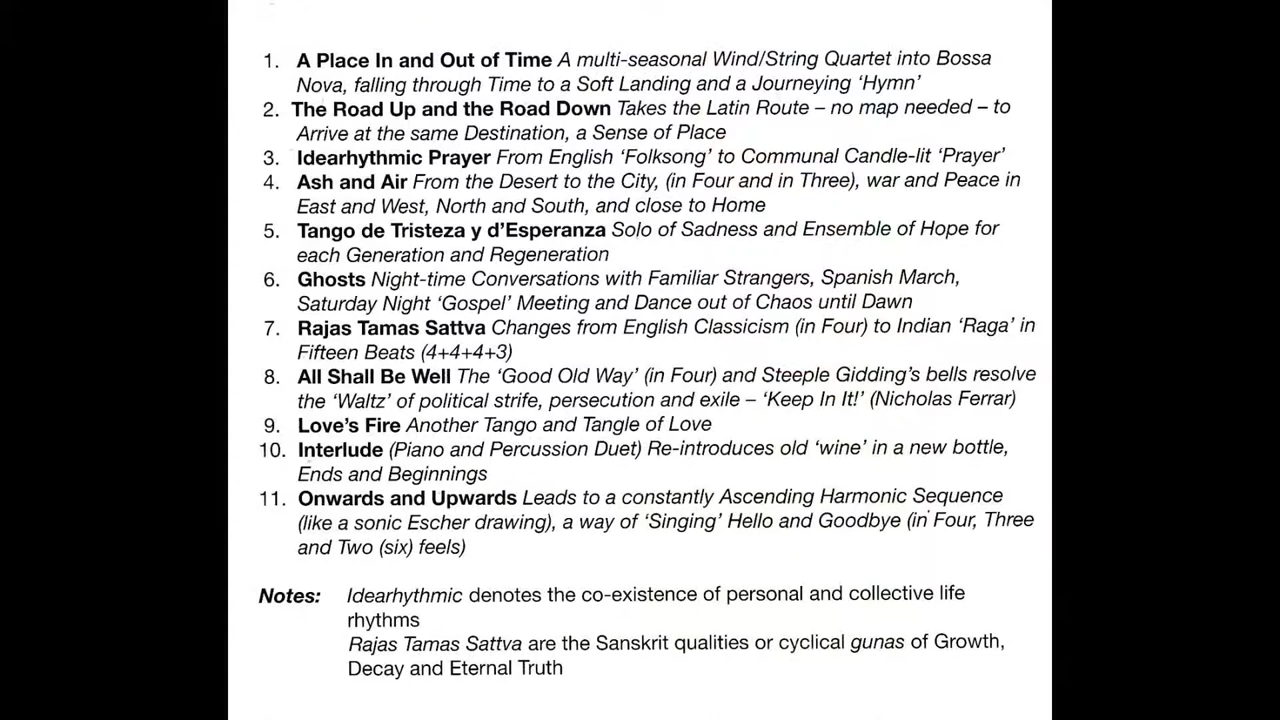 1. A Place In and Out of Time A multi-seasonal Wind/String Quartet into Bossa
Nova, falling through Time to a Soft Landing and a Journeying ‘Hymn’
2. The Road Up and the Road Down Takes the Latin Route – no map needed – to
Arrive at the same Destination, a Sense of Place
3. Idearhythmic Prayer From English ‘Folksong’ to Communal Candle-lit ‘Prayer’
4. Ash and Air From the Desert to the City, (in Four and in Three), war and Peace in
East and West, North and South, and close to Home
5. Tango de Tristeza y d’Esperanza Solo of Sadness and Ensemble of Hope for
each Generation and Regeneration
6. Ghosts Night-time Conversations with Familiar Strangers, Spanish March,
Saturday Night ‘Gospel’ Meeting and Dance out of Chaos until Dawn
7. Rajas Tamas Sattva Changes from English Classicism (in Four) to Indian ‘Raga’ in
Fifteen Beats (4+4+4+3)
8. All Shall Be Well The ‘Good Old Way’ (in Four) and Steeple Gidding’s bells resolve
the ‘Waltz’ of political strife, persecution and exile – ‘Keep In It!’ (Nicholas Ferrar)
9. Love’s Fire Another Tango and Tangle of Love
10. Interlude (Piano and Percussion Duet) Re-introduces old ‘wine’ in a new bottle,
Ends and Beginnings
11. Onwards and Upwards Leads to a constantly Ascending Harmonic Sequence
(like a sonic Escher drawing), a way of ‘Singing’ Hello and Goodbye (in Four, Three
and Two (six) feels)
Notes: Idearhythmic denotes the co-existence of personal and collective life
rhythms
Rajas Tamas Sattva are the Sanskrit qualities or cyclical gunas of Growth,
Decay and Eternal Truth